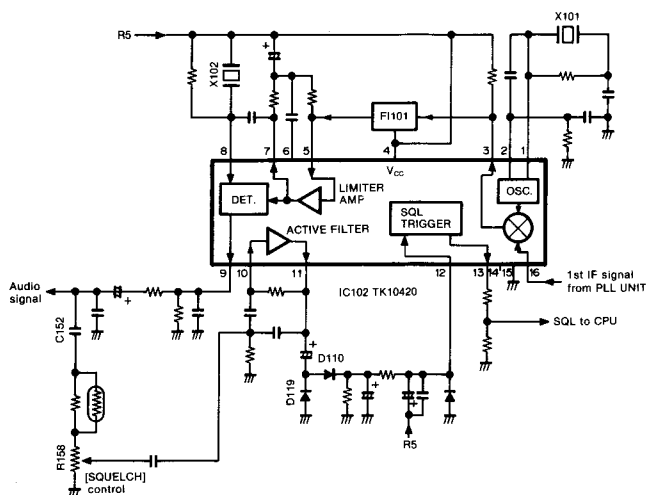 X101
R5
X102
FI101
8 7 6 5 4 3 2 1
VCC
DET.
LIMITER
AMP
OSC.
SQL
TRIGGER
ACTIVE FILTER
9 10 11 12 13 14 15 16
Audio
signal
IC102 TK10420
1st IF signal
from PLL UNIT
C152
SQL to CPU
D110
D119
R5
R158
[SQUELCH]
control